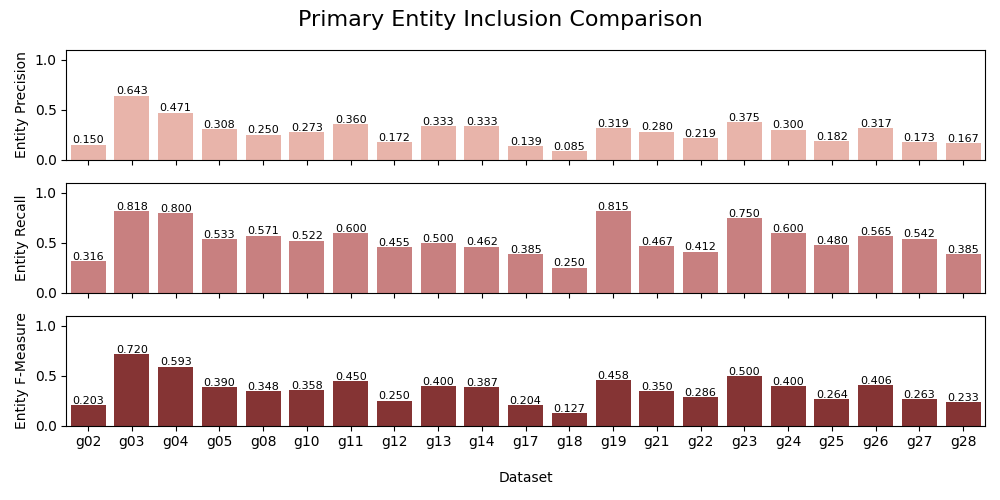 Primary Entity Inclusion Comparison
Entity Precision
1.0
0.5
0.0
0.150 0.643 0.471 0.308 0.250 0.273 0.360 0.172 0.333 0.333 0.139 0.085 0.319 0.280 0.219 0.375 0.300 0.182 0.317 0.173 0.167
Entity Recall
1.0
0.5
0.0
0.316 0.818 0.800 0.533 0.571 0.522 0.600 0.455 0.500 0.462 0.385 0.250 0.815 0.467 0.412 0.750 0.600 0.480 0.565 0.542 0.385
Entity F-Measure
1.0
0.5
0.0
0.203 0.720 0.593 0.390 0.348 0.358 0.450 0.250 0.400 0.387 0.204 0.127 0.458 0.350 0.286 0.500 0.400 0.264 0.406 0.263 0.233
g02 g03 g04 g05 g08 g10 g11 g12 g13 g14 g17 g18 g19 g21 g22 g23 g24 g25 g26 g27 g28
Dataset